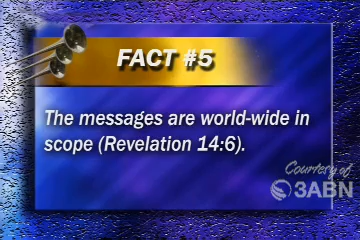 FACT #5
The messages are world-wide in
scope (Revelation 14:6).
Courtesy of
3ABN